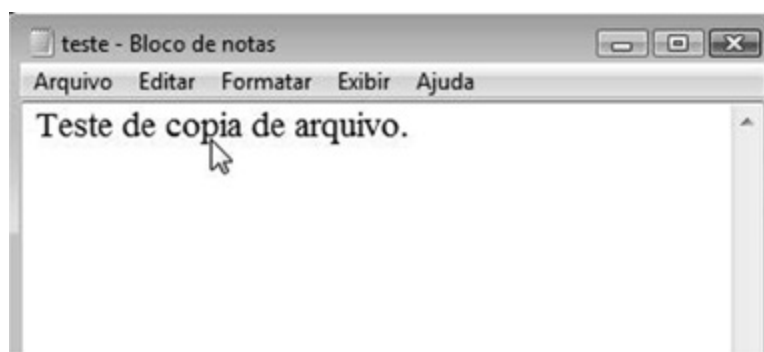 teste - Bloco de notas
Arquivo Editar Formatar Exibir Ajuda
Teste de copia de arquivo.